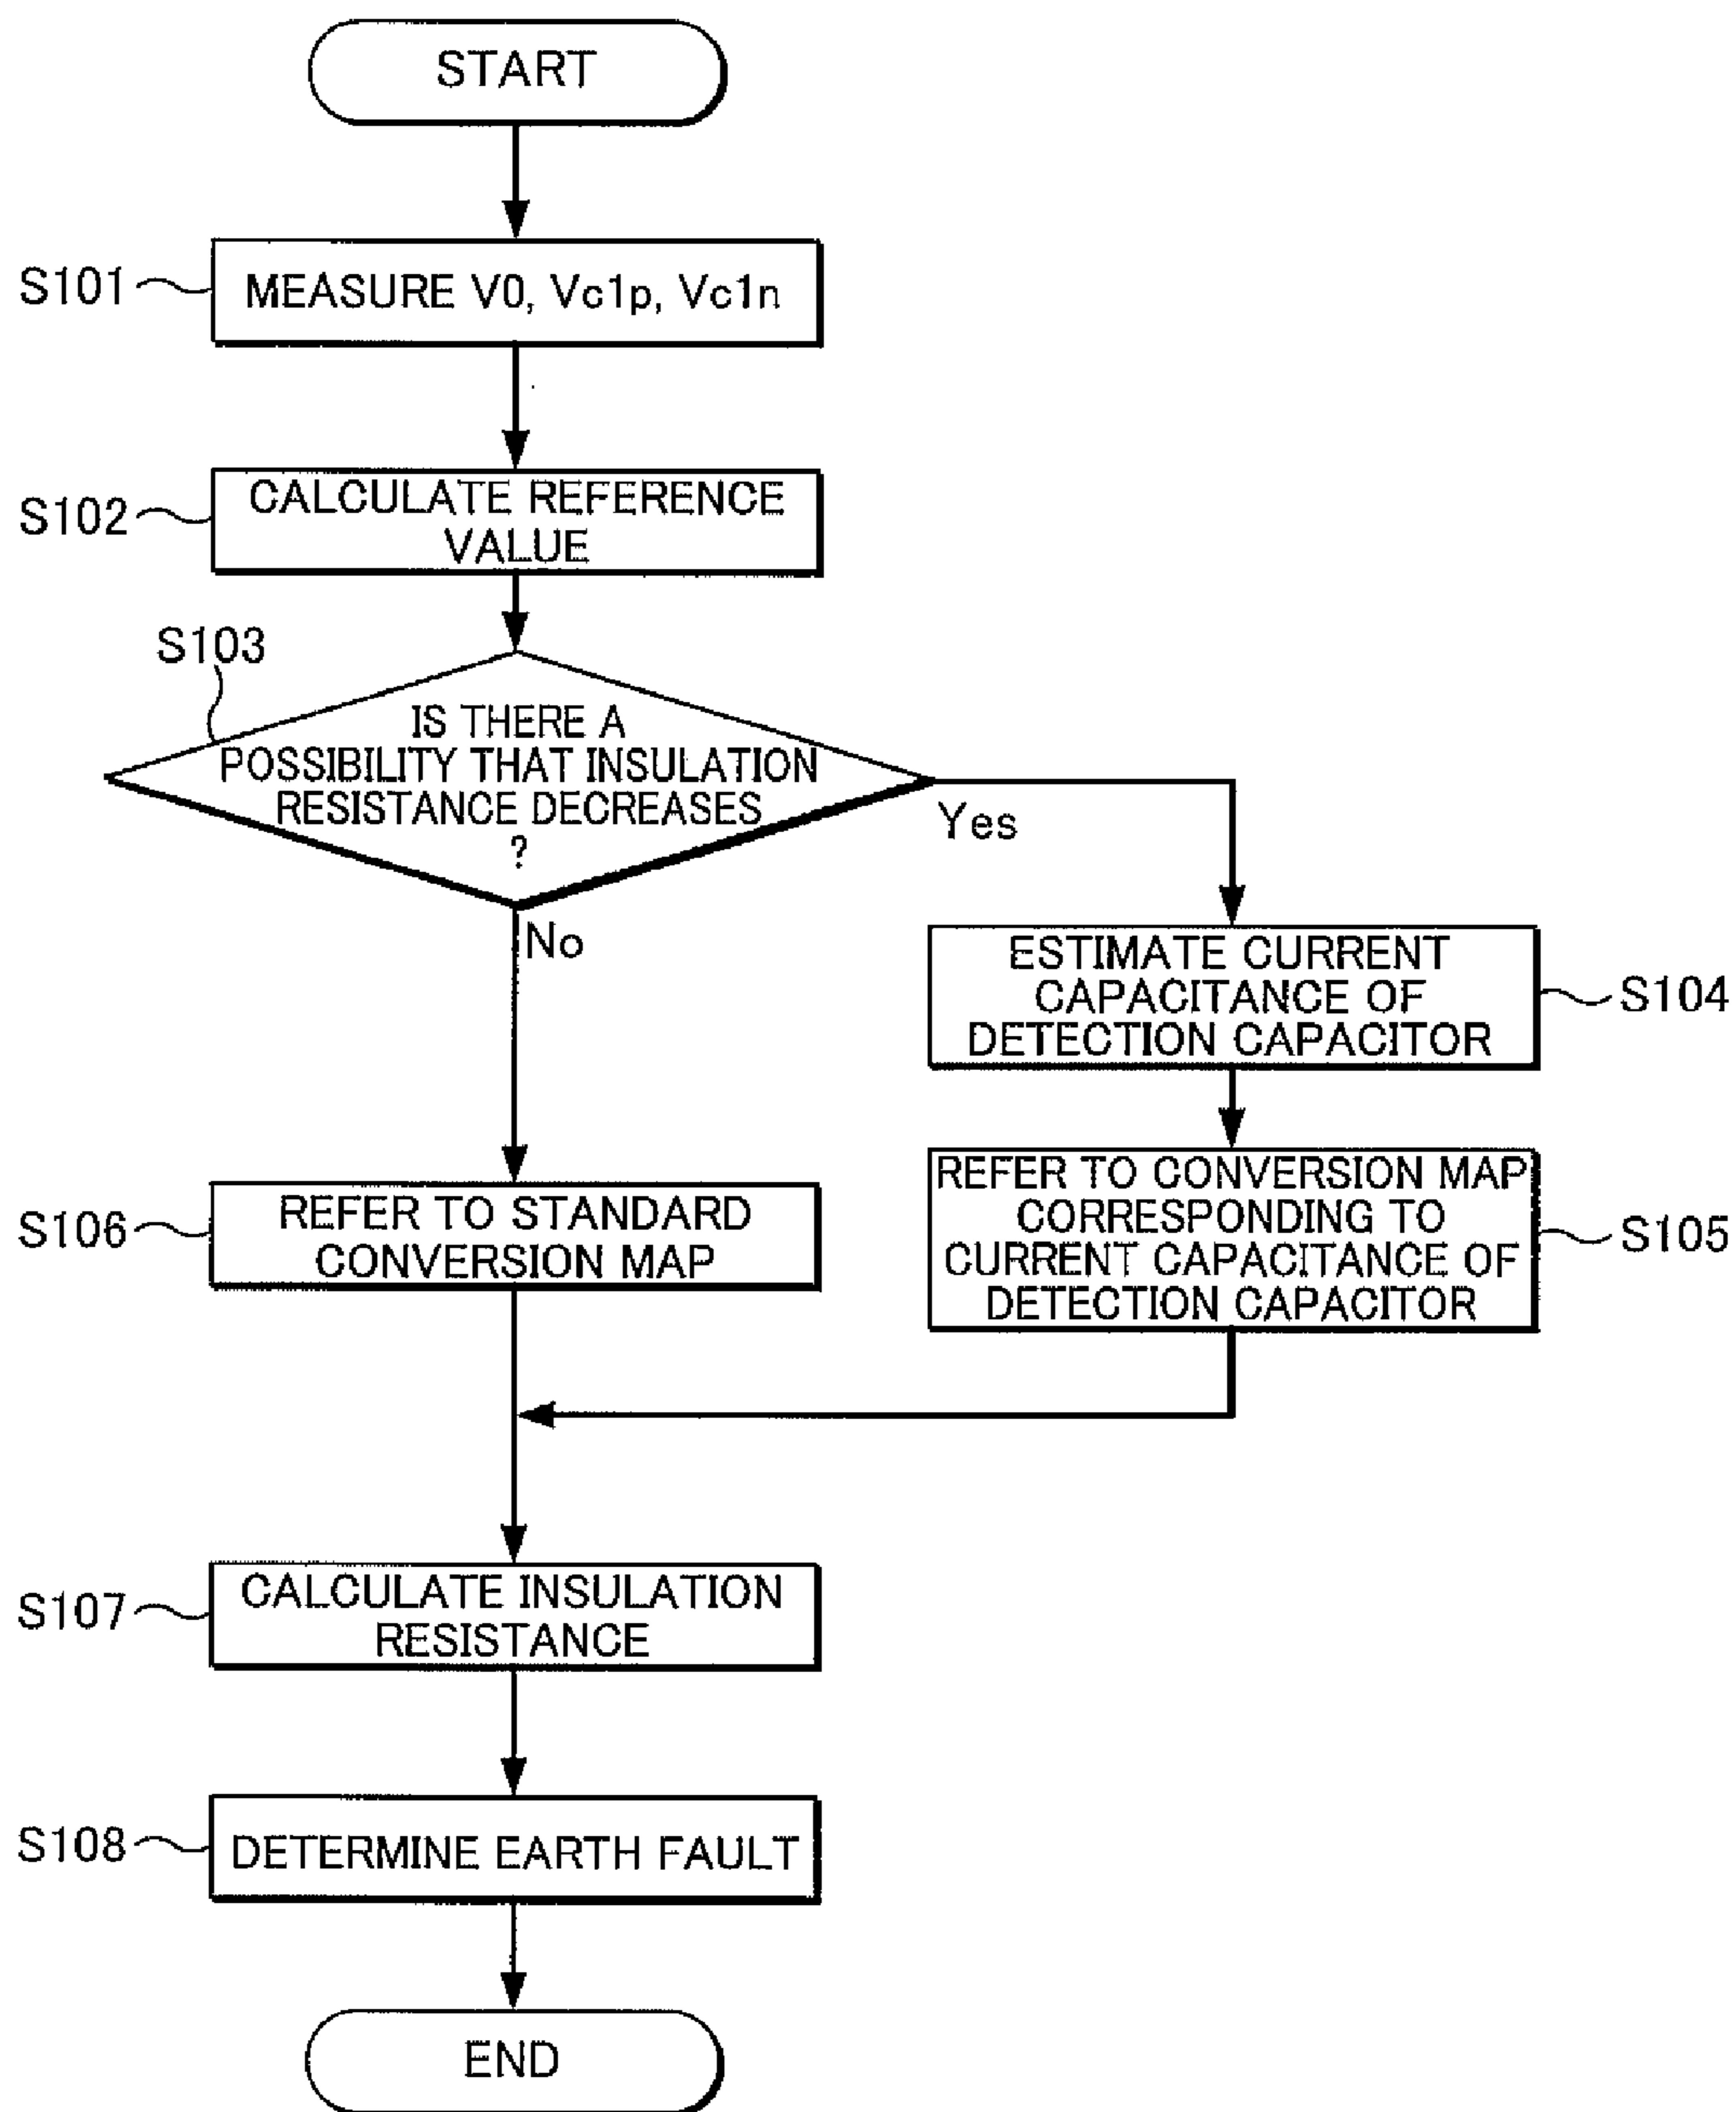 START
S101
MEASURE V0, Vc1p, Vc1n
S102
CALCULATE REFERENCE
VALUE
S103
IS THERE A
POSSIBILITY THAT INSULATION
RESISTANCE DECREASES
?
Yes
No
ESTIMATE CURRENT
CAPACITANCE OF
DETECTION CAPACITOR
S104
REFER TO CONVERSION MAP
CORRESPONDING TO
CURRENT CAPACITANCE OF
DETECTION CAPACITOR
S105
S106
REFER TO STANDARD
CONVERSION MAP
S107
CALCULATE INSULATION
RESISTANCE
S108
DETERMINE EARTH FAULT
END